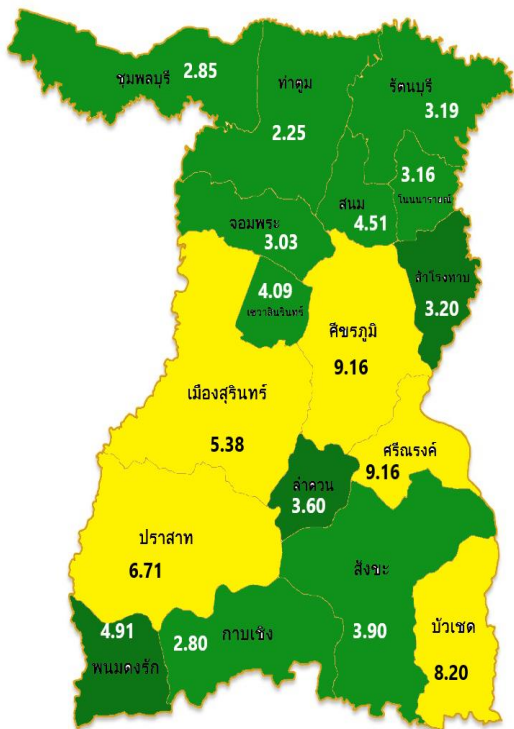 ชุมพลบุรี 2.85
ท่าตูม
2.25
รัตนบุรี
3.19
3.16
โนนนารายณ์
สนม
4.51
จอมพระ
3.03
สำโรงทาบ
3.20
4.09
เขวาสินรินทร์
ศีขรภูมิ
9.16
เมืองสุรินทร์
5.38
ศรีณรงค์
9.16
ลำดวน
3.60
ปราสาท
6.71
สังขะ
3.90
บัวเชด
8.20
4.91
พนมดงรัก
2.80 กาบเชิง